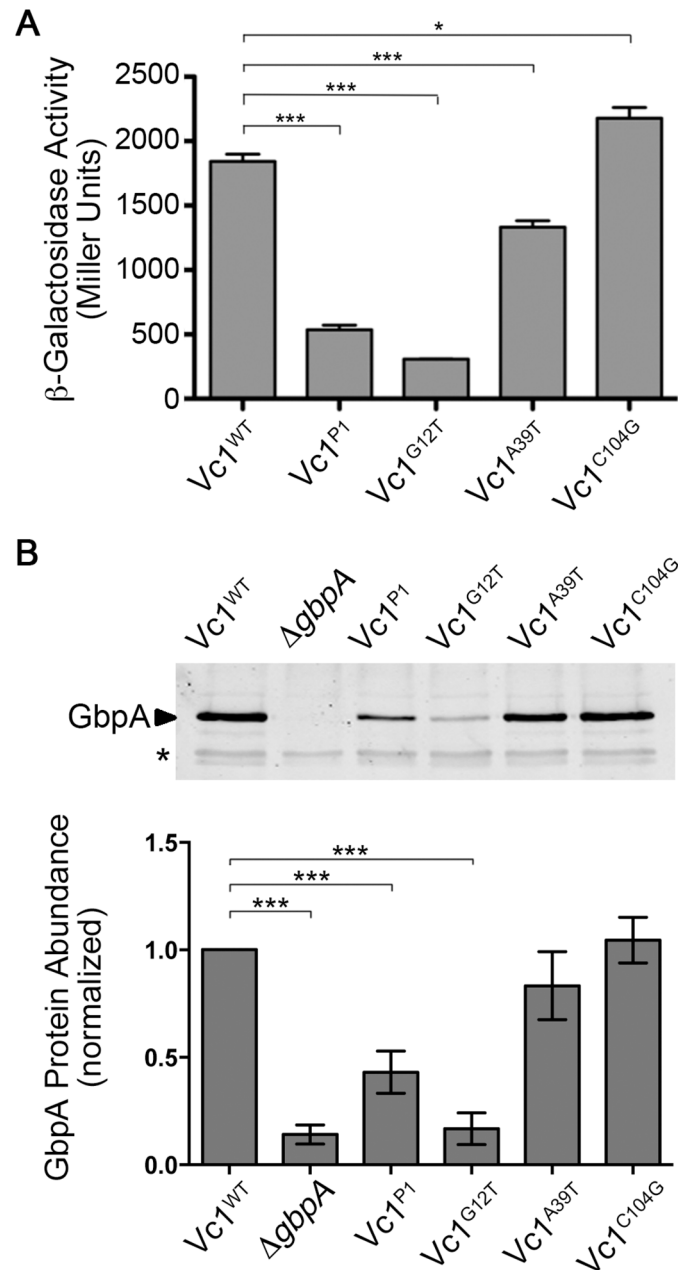 A
*
***
***
***
β-Galactosidase Activity
(Miller Units)
2500
2000
1500
1000
500
0
Vc1WT
Vc1P1
Vc1G12T
Vc1A39T
Vc1C104G
B
Vc1WT
ΔgbpA
Vc1P1
Vc1G12T
Vc1A39T
Vc1C104G
GbpA
*
GbpA Protein Abundance
(normalized)
1.5
1.0
0.5
0.0
***
***
***
Vc1WT
ΔgbpA
Vc1P1
Vc1G12T
Vc1A39T
Vc1C104G